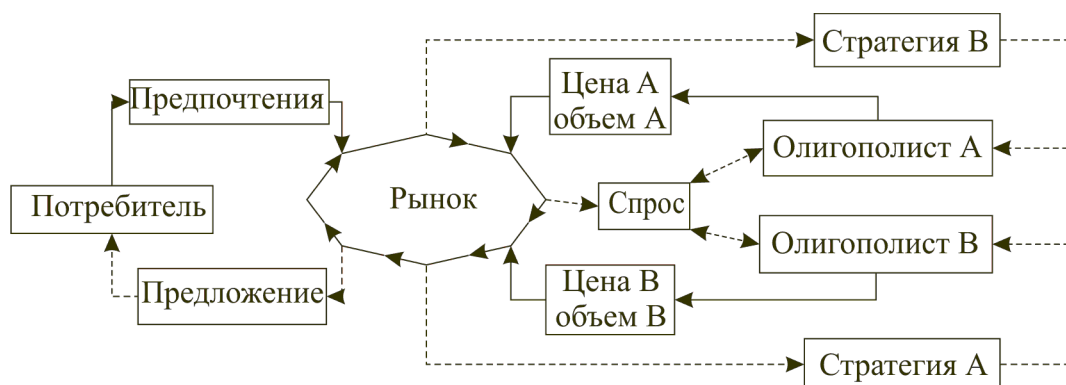 Стратегия В
Предпочтения
Цена А
объем А
Олигополист А
Потребитель
Рынок
Спрос
Олигополист В
Предложение
Цена В
объем В
Стратегия А